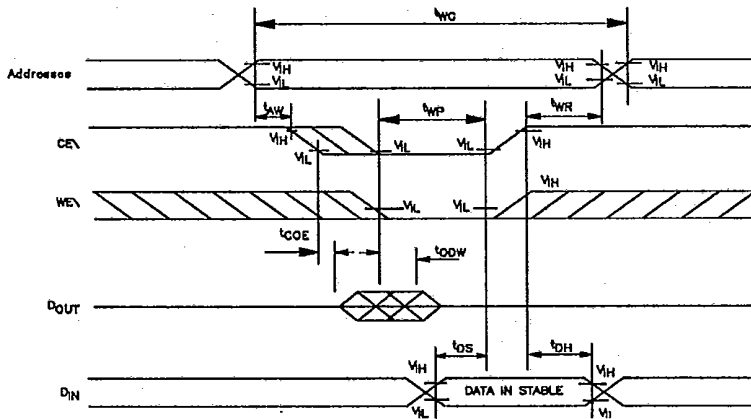 tWC
Addresses
VIH
VIL
VIH
VIL
VIH
VIL
tAW
tWP
tWR
CE\
VIH
VIL
VIL
VIL
VIH
WE\
VIL
VIL
VIH
tCOE
tODW
DOUT
tDS
tDH
DIN
VIH
VIL
DATA IN STABLE
VIH
VIL